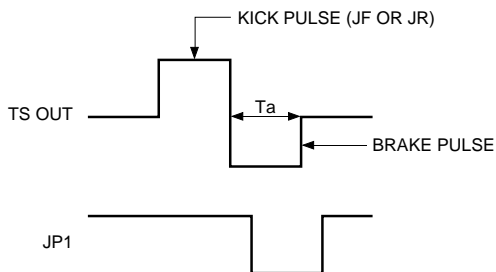 KICK PULSE (JF OR JR)
TS OUT
Ta
BRAKE PULSE
JP1